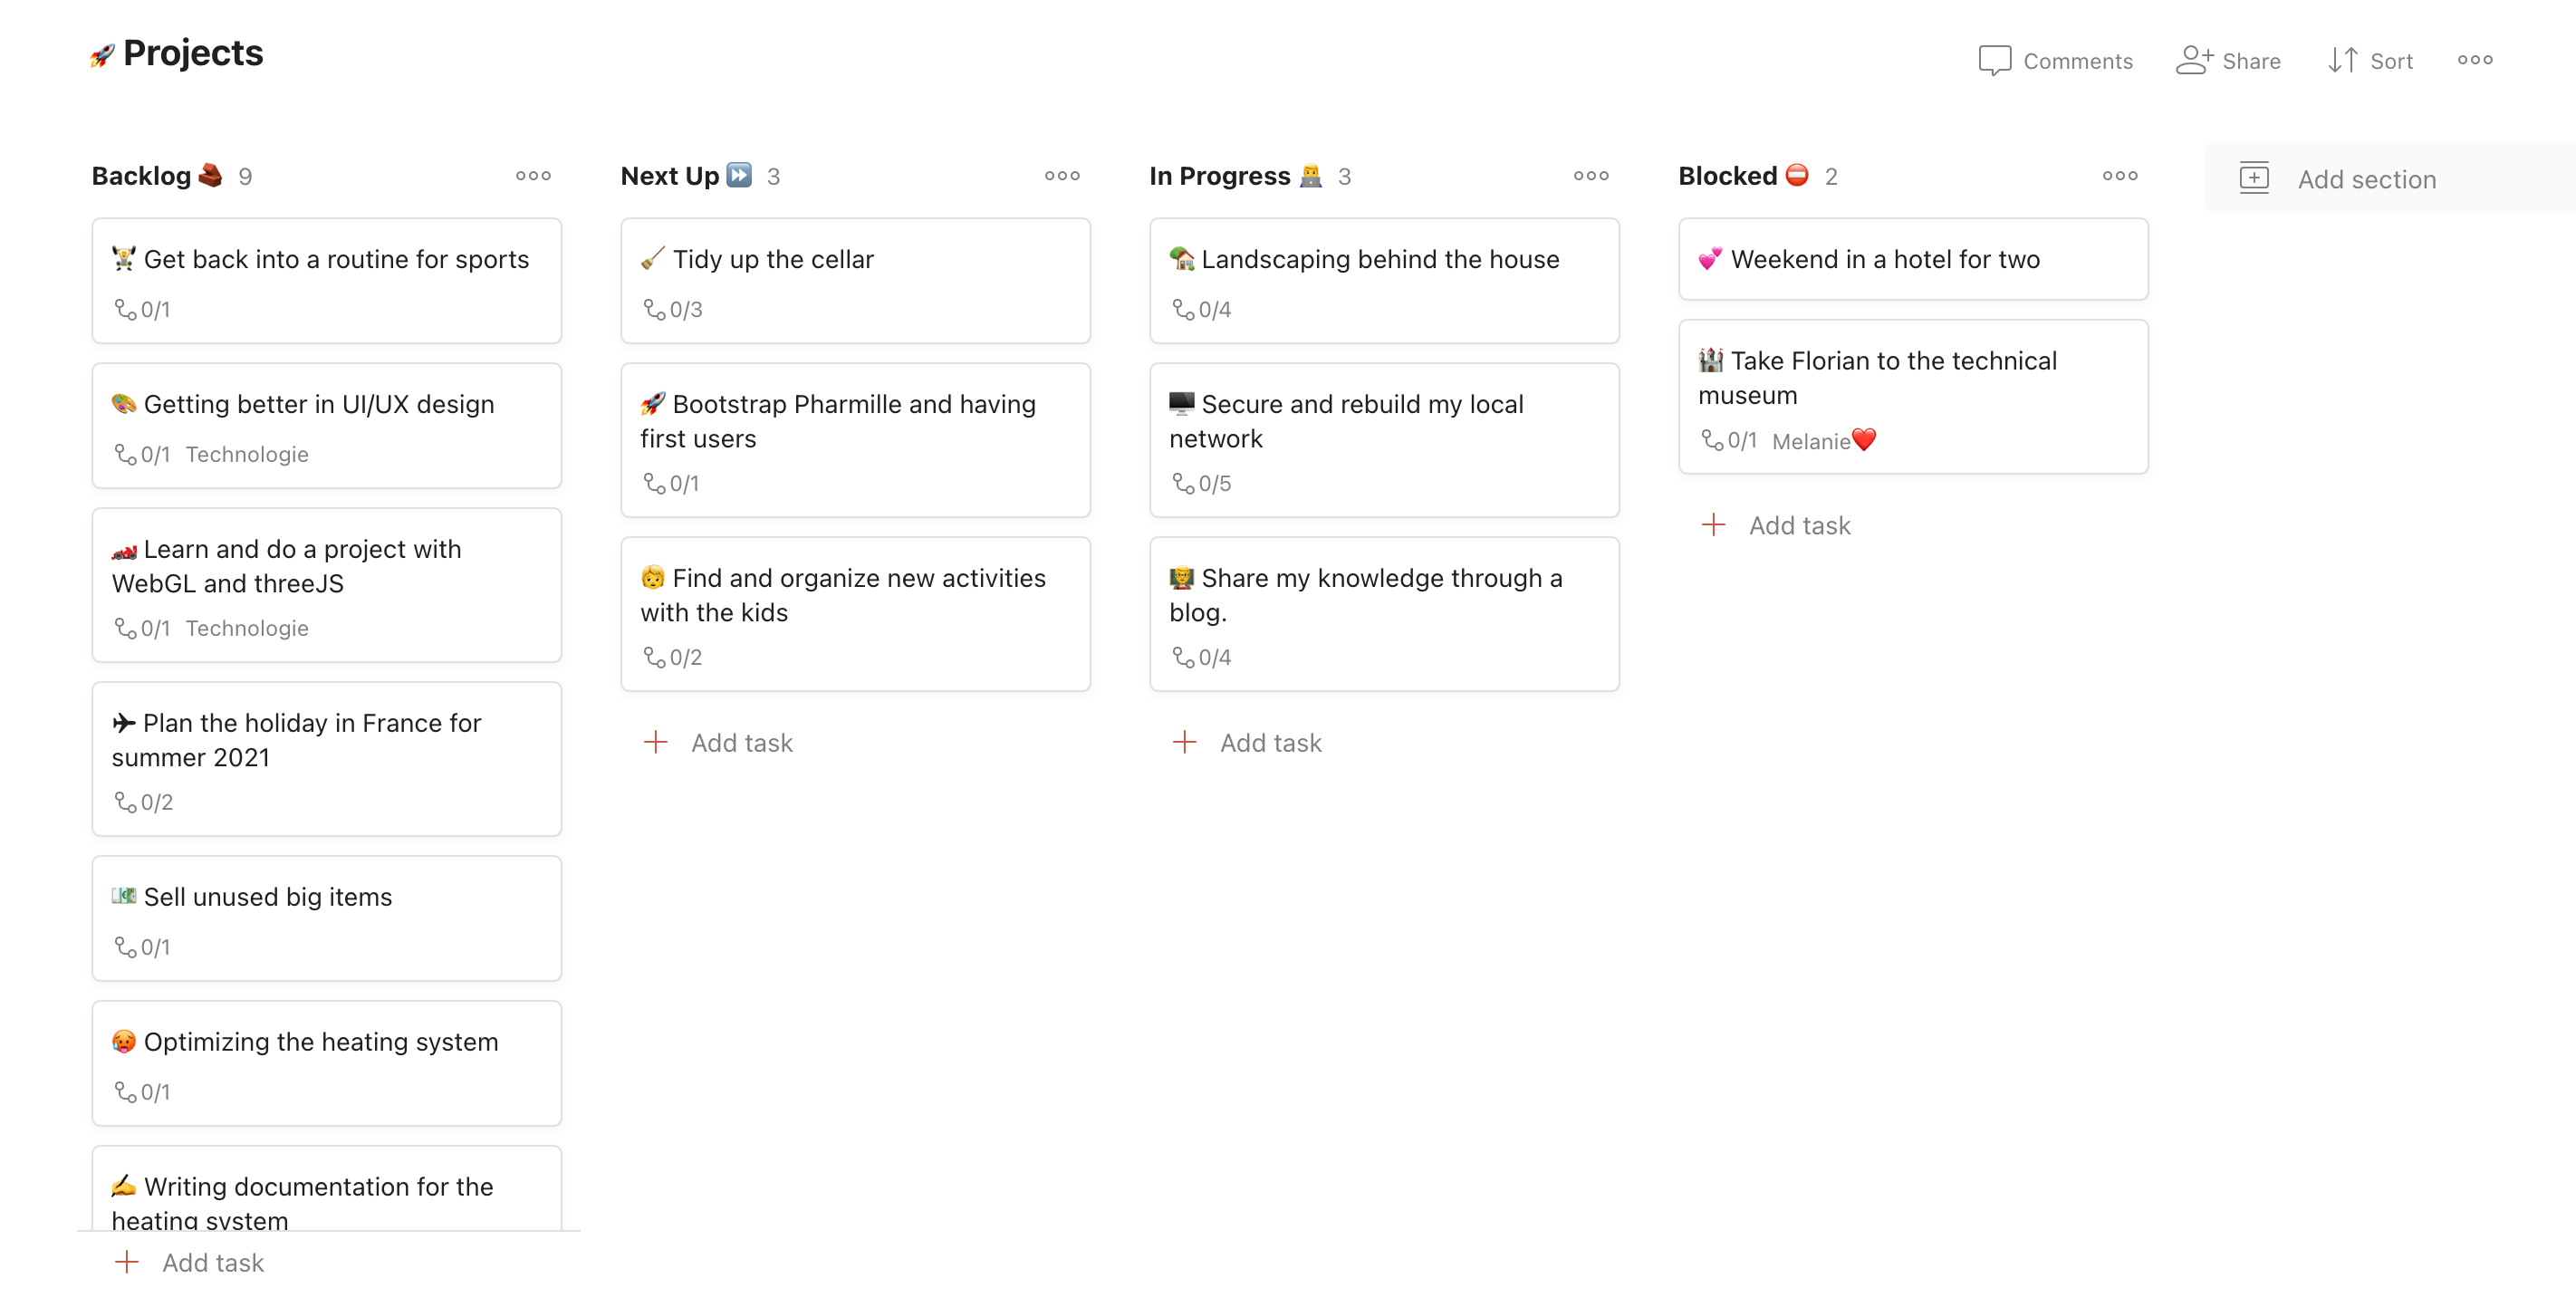 🚀 Projects
Comments
Share
Sort
Backlog 🧱 9
🏋️ Get back into a routine for sports
0/1
🎨 Getting better in UI/UX design
0/1 Technologie
🏎️ Learn and do a project with
WebGL and threeJS
0/1 Technologie
✈ Plan the holiday in France for
summer 2021
0/2
💵 Sell unused big items
0/1
🥵 Optimizing the heating system
0/1
✍️ Writing documentation for the
heating system
Add task
Next Up ⏩ 3
🧹 Tidy up the cellar
0/3
🚀 Bootstrap Pharmille and having
first users
0/1
🧒 Find and organize new activities
with the kids
0/2
Add task
In Progress 👨‍💻 3
🏡 Landscaping behind the house
0/4
🖥️ Secure and rebuild my local
network
0/5
👨‍🏫 Share my knowledge through a
blog.
0/4
Add task
Blocked ⛔ 2
💕 Weekend in a hotel for two
🏰 Take Florian to the technical
museum
0/1 Melanie❤️
Add task
Add section